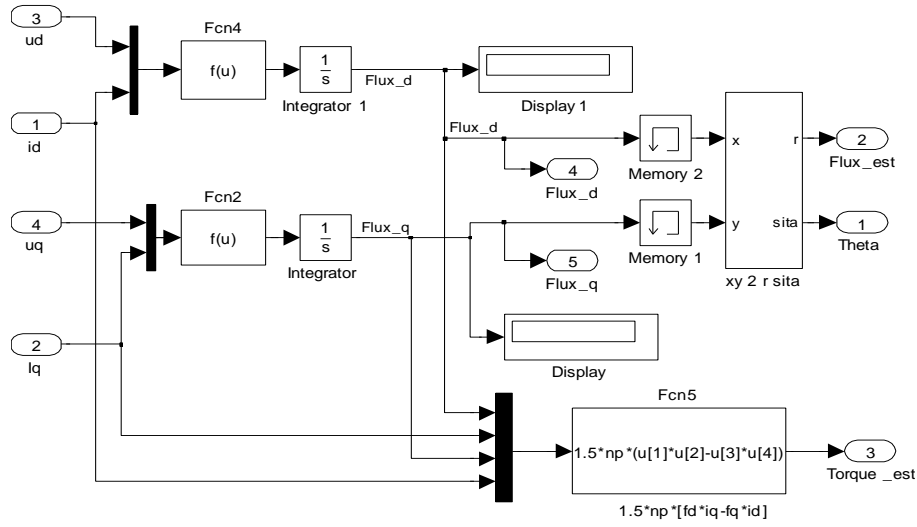 3
ud
1
id
Fcn4
f(u)
1
s
Integrator 1
Flux_d
Display 1
Flux_d
4
Flux_d
Memory 2
x
y
r
sita
xy 2 r sita
2
Flux_est
1
Theta
4
uq
2
Iq
Fcn2
f(u)
1
s
Integrator
Flux_q
5
Flux_q
Memory 1
Display
Fcn5
1.5*np*(u[1]*u[2]-u[3]*u[4])
1.5*np*[fd*iq-fq*id]
3
Torque _est